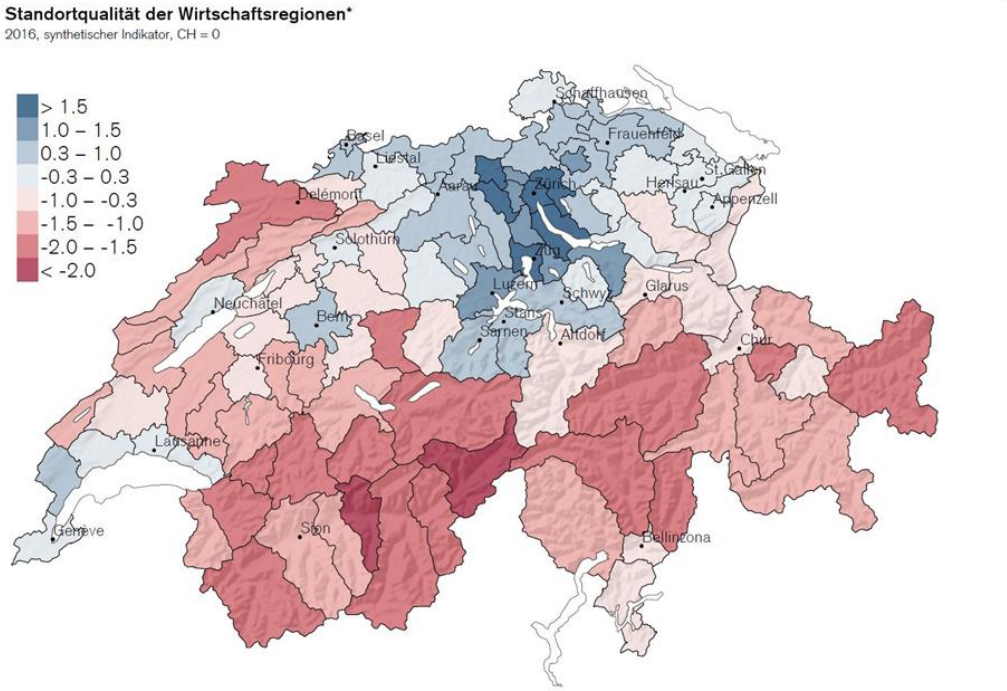 Standortqualität der Wirtschaftsregionen*
2016, synthetischer Indikator, CH = 0
> 1.5
1.0 – 1.5
0.3 – 1.0
-0.3 – 0.3
-1.0 – -0.3
-1.5 – -1.0
-2.0 – -1.5
< -2.0
Schaffhausen
Basel
Frauenfeld
Liestal
St.Gallen
Delémont
Aarau
Zürich
Herisau
Appenzell
Solothurn
Zug
Luzern
Schwyz
Glarus
Neuchâtel
Bern
Stans
Sarnen
Altdorf
Chur
Fribourg
Lausanne
Genève
Sion
Bellinzona